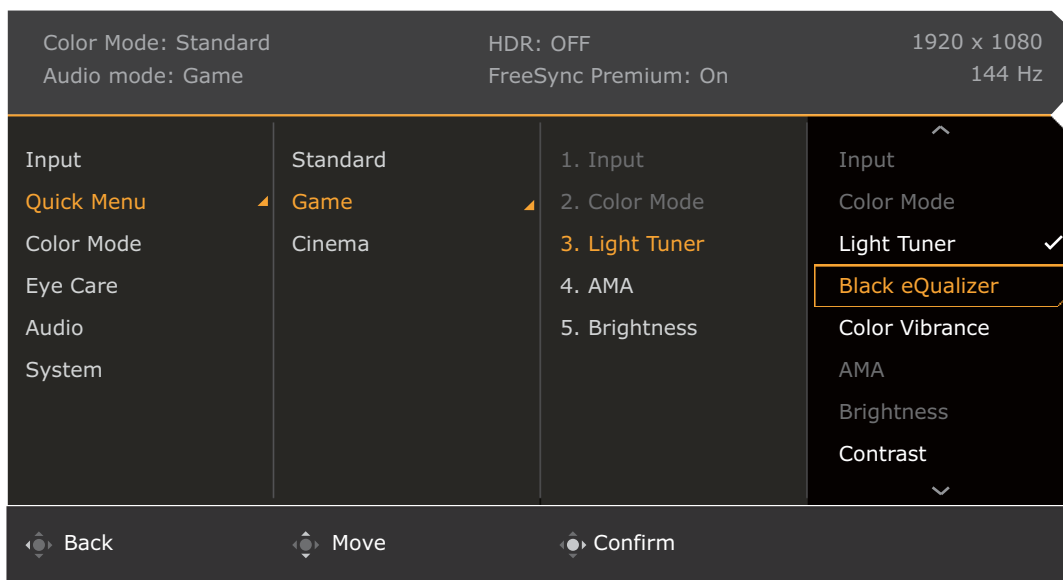 Color Mode: Standard
Audio mode: Game
HDR: OFF
FreeSync Premium: On
1920 x 1080
144 Hz
Input
Quick Menu
Color Mode
Eye Care
Audio
System
Standard
Game
Cinema
1. Input
2. Color Mode
3. Light Tuner
4. AMA
5. Brightness
Input
Color Mode
Light Tuner
Black eQualizer
Color Vibrance
AMA
Brightness
Contrast
Back
Move
Confirm